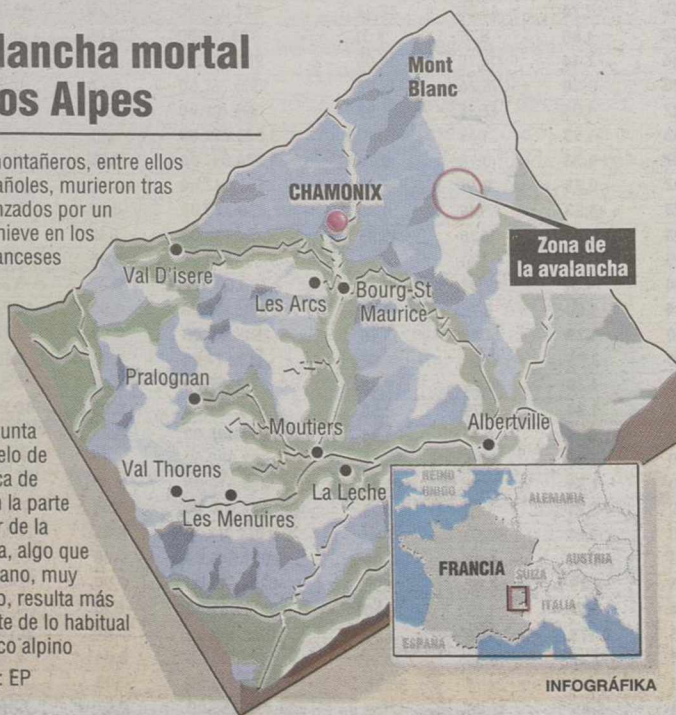 lancha mortal
os Alpes
ontañeros, entre ellos
añoles, murieron tras
nzados por un
nieve en los
anceses
Mont
Blanc
CHAMONIX
Zona de
la avalancha
Val D'isere
Les Arcs
Bourg-St
Maurice
Pralognan
Moutiers
Albertville
Val Thorens
La Leche
Les Menuires
unta
elo de
ca de
n la parte
r de la
a, algo que
ano, muy
o, resulta más
te de lo habitual
co alpino
: EP
REINO
UNIDO
ALEMANIA
FRANCIA
SUIZA
AUSTRIA
ITALIA
ESPAÑA
INFOGRÁFIKA